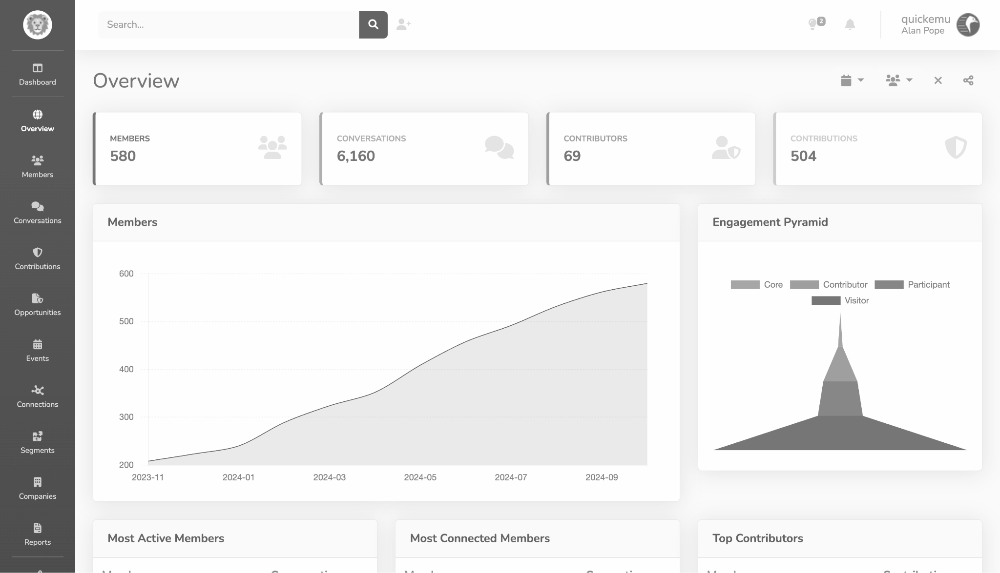 Search...
2
quickemu
Alan Pope
Dashboard
Overview
Members
Conversations
Contributions
Opportunities
Events
Connections
Segments
Companies
Reports
Overview
MEMBERS
580
CONVERSATIONS
6,160
CONTRIBUTORS
69
CONTRIBUTIONS
504
Members
600
500
400
300
200
2023-11 2024-01 2024-03 2024-05 2024-07 2024-09
Engagement Pyramid
Core Contributor Participant
Visitor
Most Active Members
Most Connected Members
Top Contributors